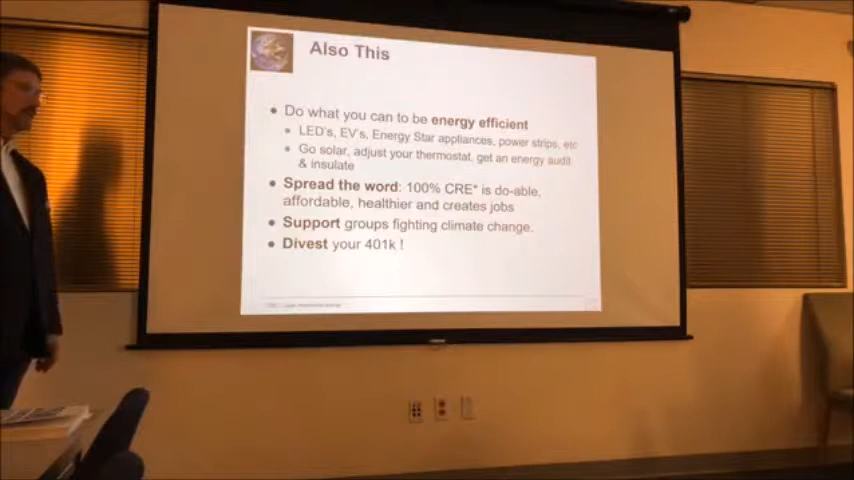 Also This
• Do what you can to be energy efficient
• LED's, EV's, Energy Star appliances, power strips, etc
• Go solar, adjust your thermostat, get an energy audit
& insulate
• Spread the word: 100% CRE* is do-able,
affordable, healthier and creates jobs
• Support groups fighting climate change.
• Divest your 401k !